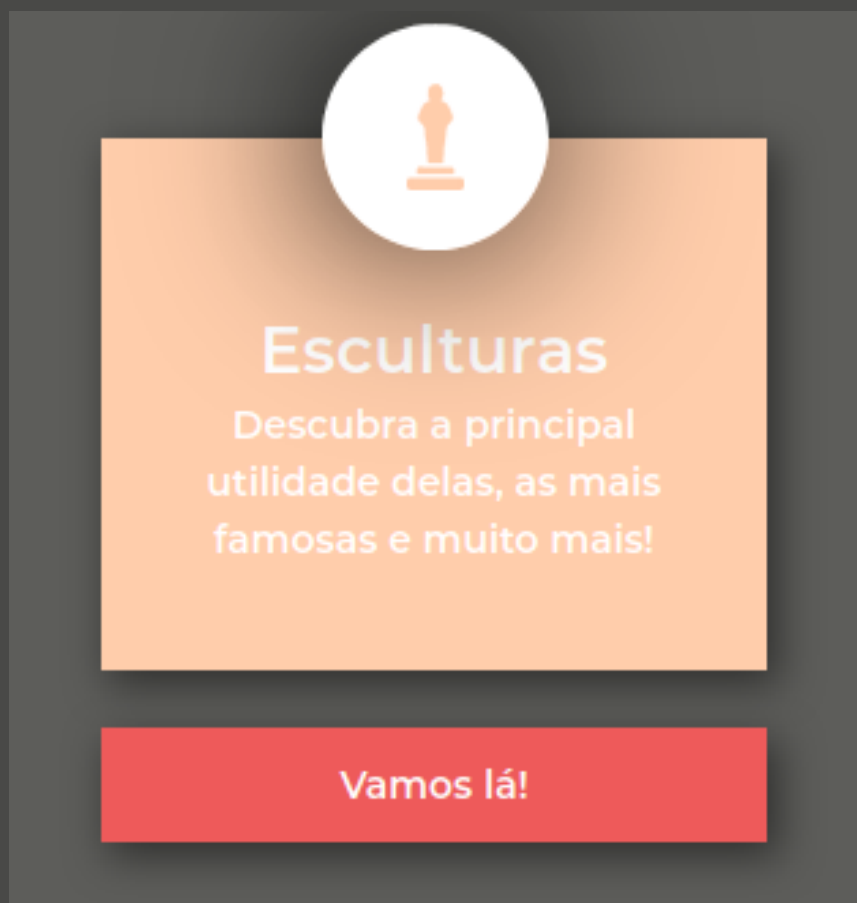 Esculturas
Descubra a principal
utilidade delas, as mais
famosas e muito mais!
Vamos lá!